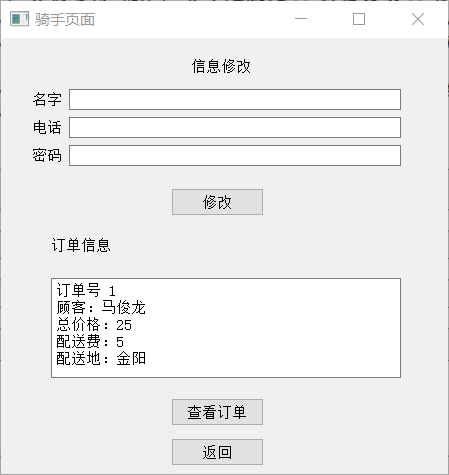 骑手页面
信息修改
名字
电话
密码
修改
订单信息
订单号 1
顾客：马俊龙
总价格：25
配送费：5
配送地：金阳
查看订单
返回